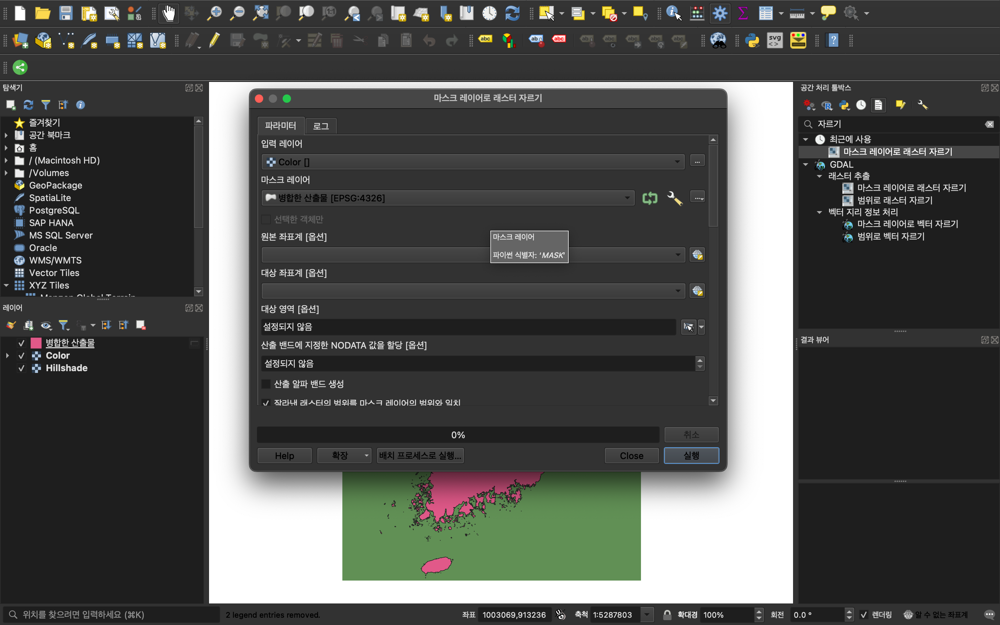 탐색기
즐겨찾기
공간 북마크
홈
/ (Macintosh HD)
/Volumes
GeoPackage
SpatiaLite
PostgreSQL
SAP HANA
MS SQL Server
Oracle
WMS/WMTS
Vector Tiles
XYZ Tiles
레이어
병합한 산출물
Color
Hillshade
마스크 레이어로 래스터 자르기
파라미터
로그
입력 레이어
Color []
...
마스크 레이어
병합한 산출물 [EPSG:4326]
...
선택한 객체만
원본 좌표계 [옵션]
마스크 레이어
파이썬 식별자: 'MASK'
대상 좌표계 [옵션]
대상 영역 [옵션]
설정되지 않음
산출 밴드에 지정한 NODATA 값을 할당 [옵션]
설정되지 않음
산출 알파 밴드 생성
잘라낸 래스터의 범위를 마스크 레이어의 범위와 일치
0%
취소
Help
확장
배치 프로세스로 실행...
Close
실행
공간 처리 툴박스
자르기
최근에 사용
마스크 레이어로 래스터 자르기
GDAL
래스터 추출
마스크 레이어로 래스터 자르기
범위로 래스터 자르기
벡터 지리 정보 처리
마스크 레이어로 벡터 자르기
범위로 벡터 자르기
결과 뷰어
위치를 찾으려면 입력하세요 (⌘K)
2 legend entries removed.
좌표 1003069,913236
축척 1:5287803
확대경 100%
회전 0.0 °
렌더링
알 수 없는 좌표계